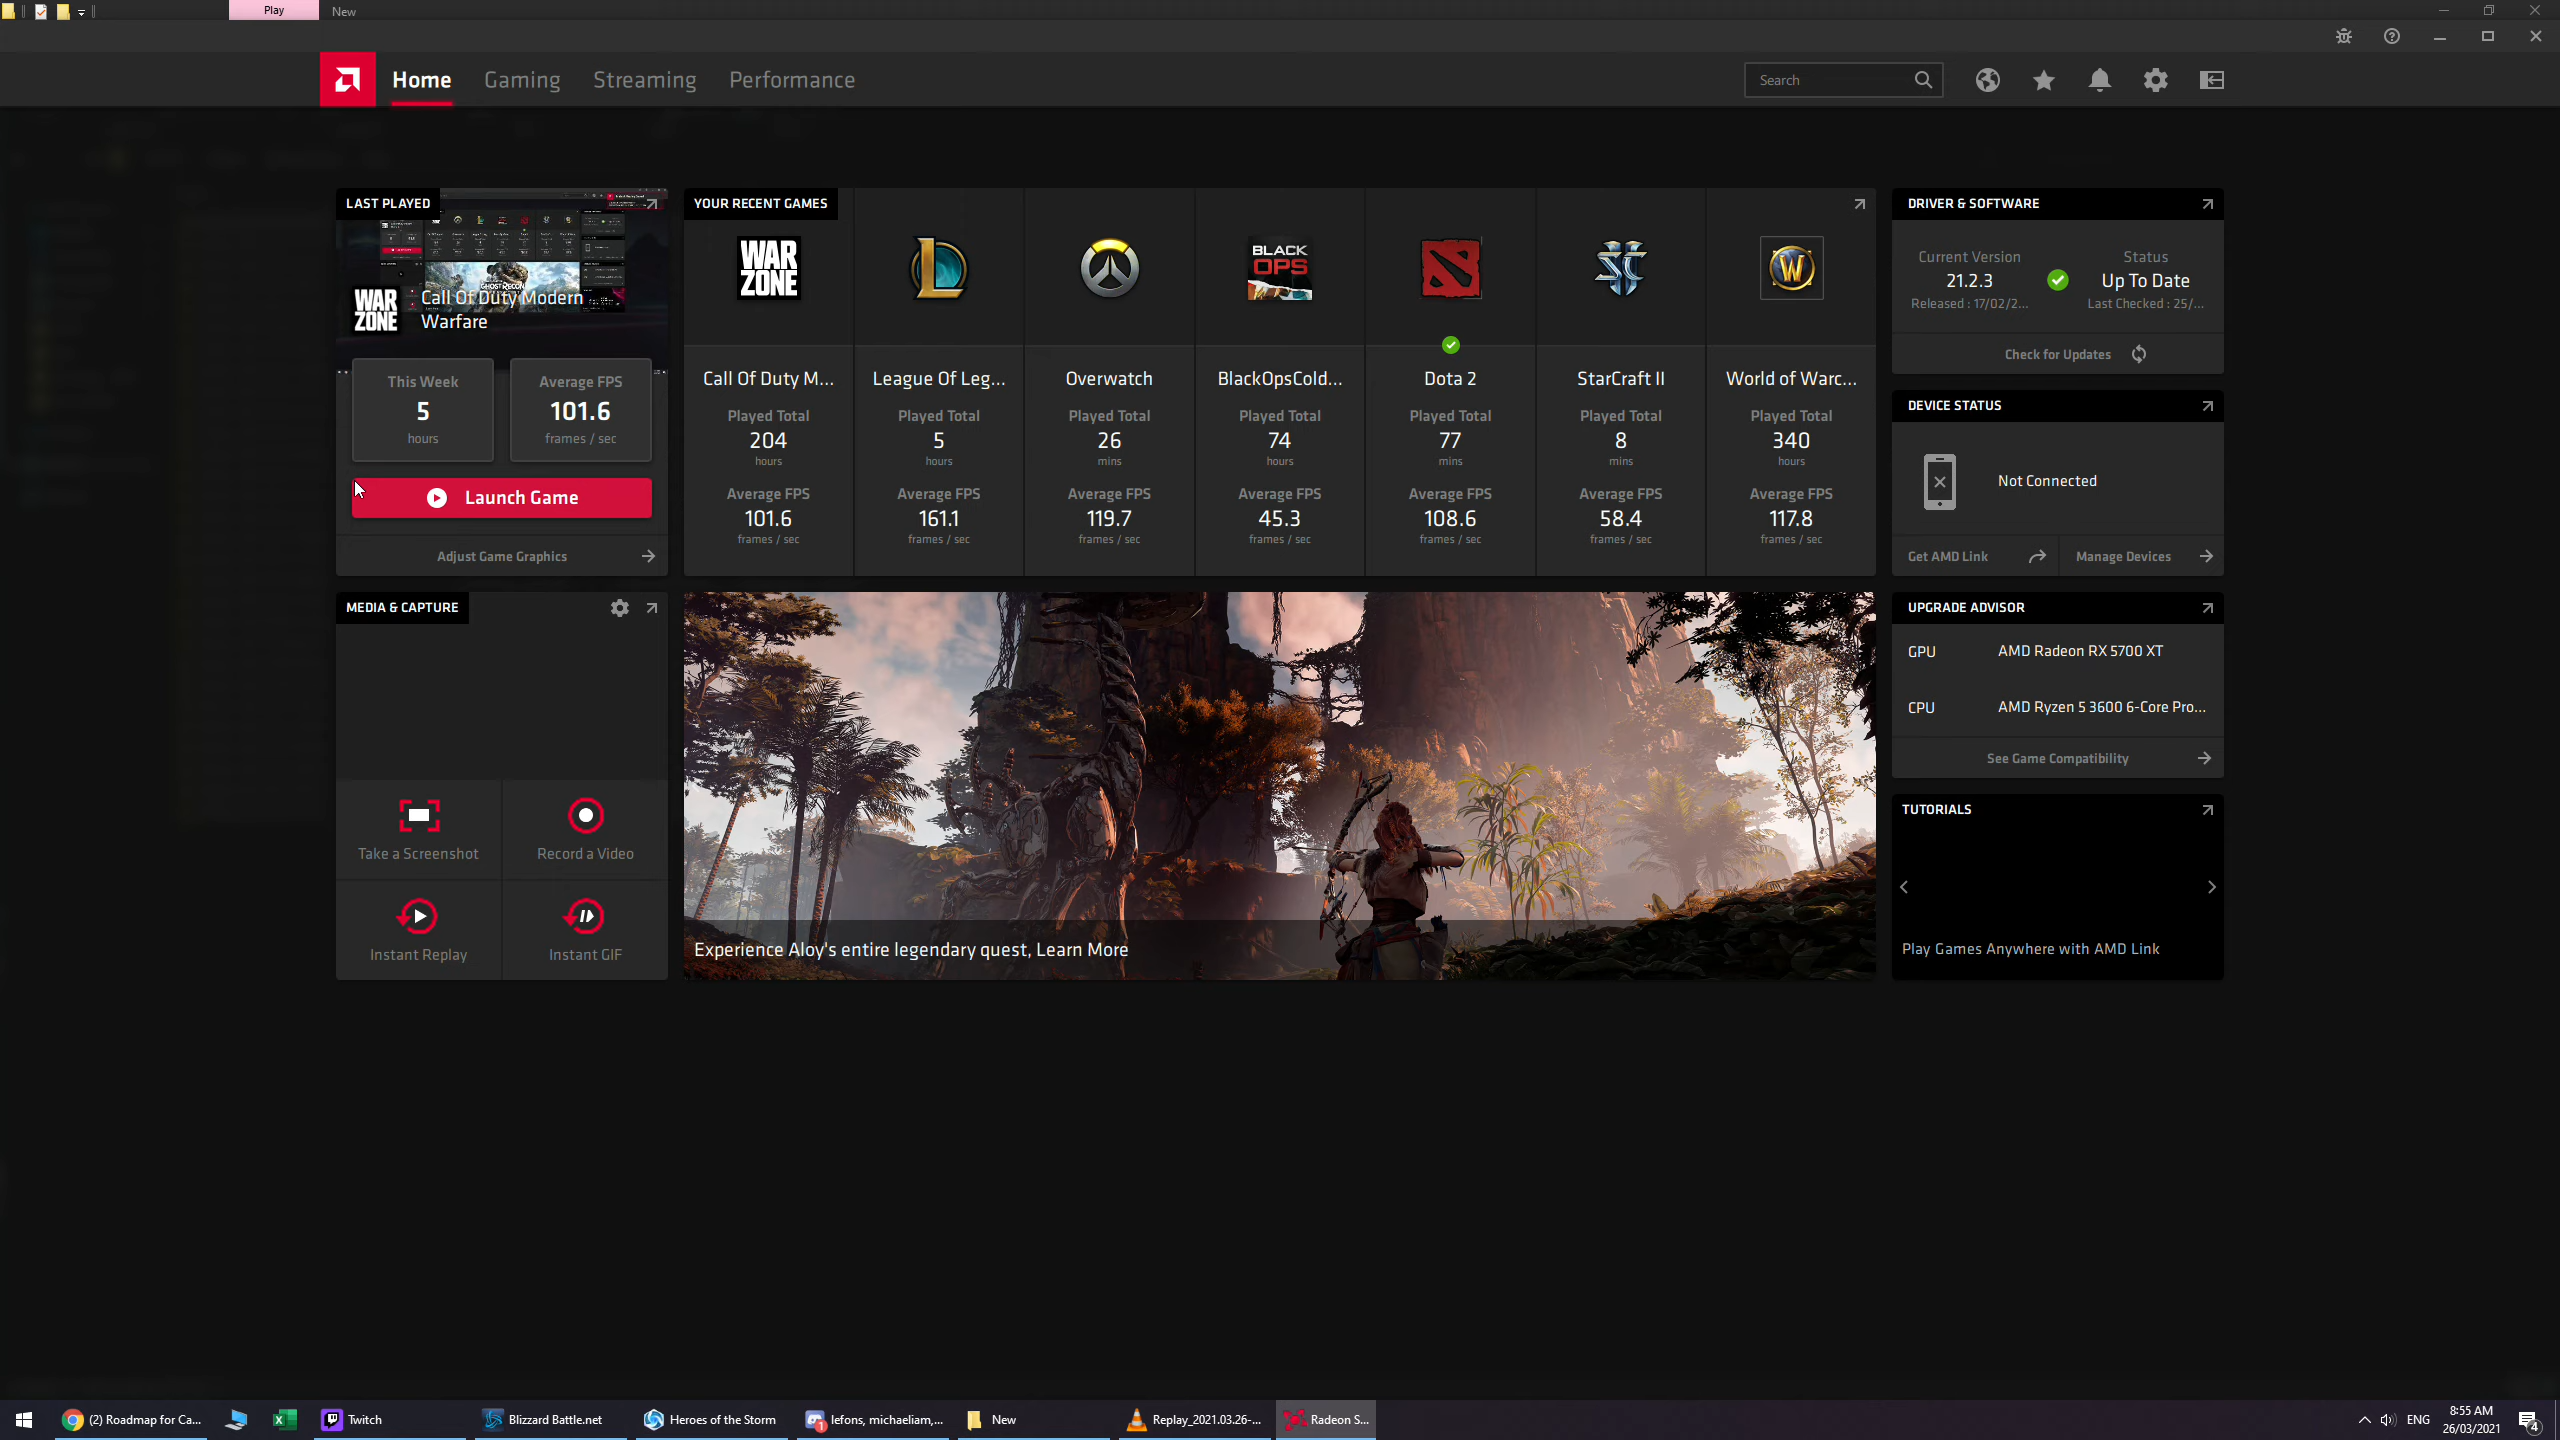 Play
New
Home
Gaming
Streaming
Performance
Search
LAST PLAYED
WAR
ZONE
Call Of Duty Modern
Warfare
This Week
5
hours
Average FPS
101.6
frames / sec
Launch Game
Adjust Game Graphics
YOUR RECENT GAMES
WAR
ZONE
Call Of Duty M...
Played Total
204
hours
Average FPS
101.6
frames / sec
League Of Leg...
Played Total
5
hours
Average FPS
161.1
frames / sec
Overwatch
Played Total
26
mins
Average FPS
119.7
frames / sec
BLACK
OPS
BlackOpsCold...
Played Total
74
hours
Average FPS
45.3
frames / sec
Dota 2
Played Total
77
mins
Average FPS
108.6
frames / sec
StarCraft II
Played Total
8
mins
Average FPS
58.4
frames / sec
World of Warc...
Played Total
340
hours
Average FPS
117.8
frames / sec
DRIVER & SOFTWARE
Current Version
21.2.3
Released : 17/02/2...
Status
Up To Date
Last Checked : 25/...
Check for Updates
DEVICE STATUS
Not Connected
Get AMD Link
Manage Devices
MEDIA & CAPTURE
Take a Screenshot
Record a Video
Instant Replay
Instant GIF
Experience Aloy's entire legendary quest, Learn More
UPGRADE ADVISOR
GPU AMD Radeon RX 5700 XT
CPU AMD Ryzen 5 3600 6-Core Pro...
See Game Compatibility
TUTORIALS
Play Games Anywhere with AMD Link
(2) Roadmap for Ca...
Twitch
Blizzard Battle.net
Heroes of the Storm
1
lefons, michaeliam,...
New
Replay_2021.03.26-...
Radeon S...
ENG
8:55 AM
26/03/2021
4